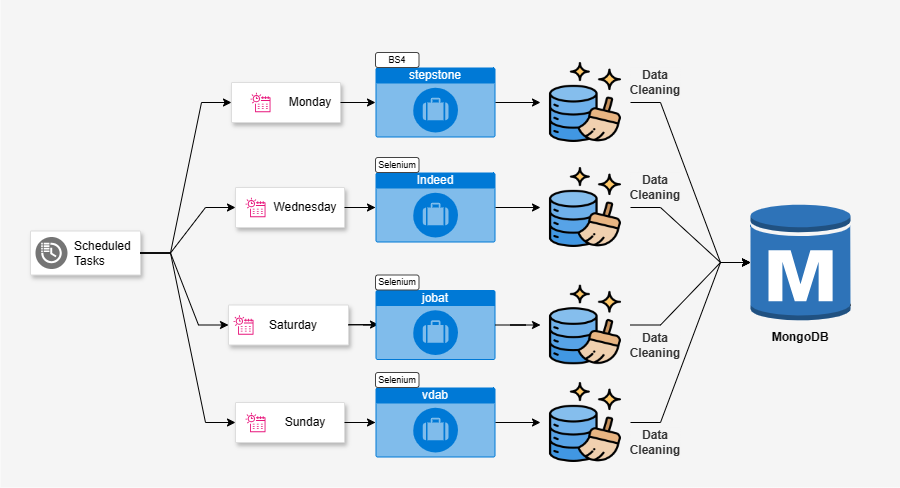 BS4
stepstone
Monday
Data
Cleaning
Selenium
Indeed
Wednesday
Data
Cleaning
Scheduled
Tasks
M
MongoDB
Selenium
jobat
Saturday
Data
Cleaning
Selenium
vdab
Sunday
Data
Cleaning